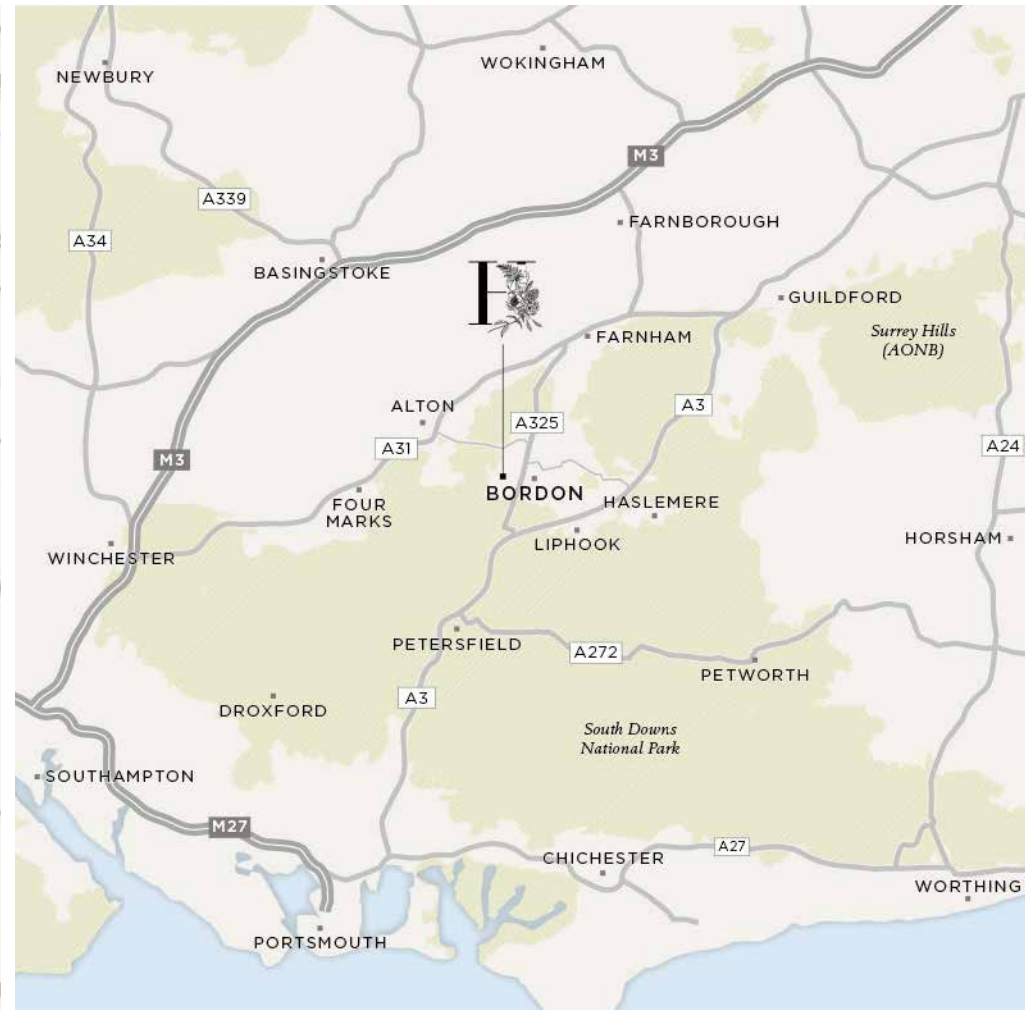 WOKINGHAM
NEWBURY
M3
A339
FARNBOROUGH
A34
BASINGSTOKE
F
GUILDFORD
Surrey Hills
(AONB)
FARNHAM
ALTON
A3
A325
A31
A24
M3
BORDON
HASLEMERE
FOUR
MARKS
WINCHESTER
LIPHOOK
HORSHAM
PETERSFIELD
A272
PETWORTH
A3
DROXFORD
South Downs
National Park
SOUTHAMPTON
M27
A27
CHICHESTER
WORTHING
PORTSMOUTH